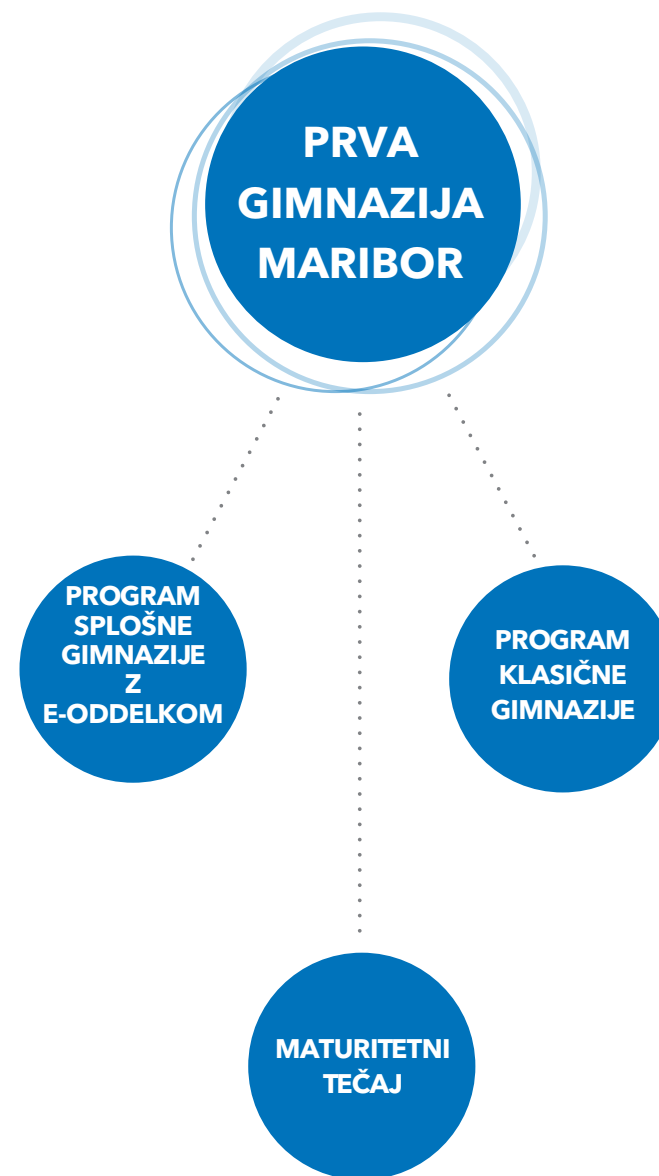 PRVA
GIMNAZIJA
MARIBOR
PROGRAM
SPLOŠNE
GIMNAZIJE
Z
E-ODDELKOM
PROGRAM
KLASIČNE
GIMNAZIJE
MATURITETNI
TEČAJ